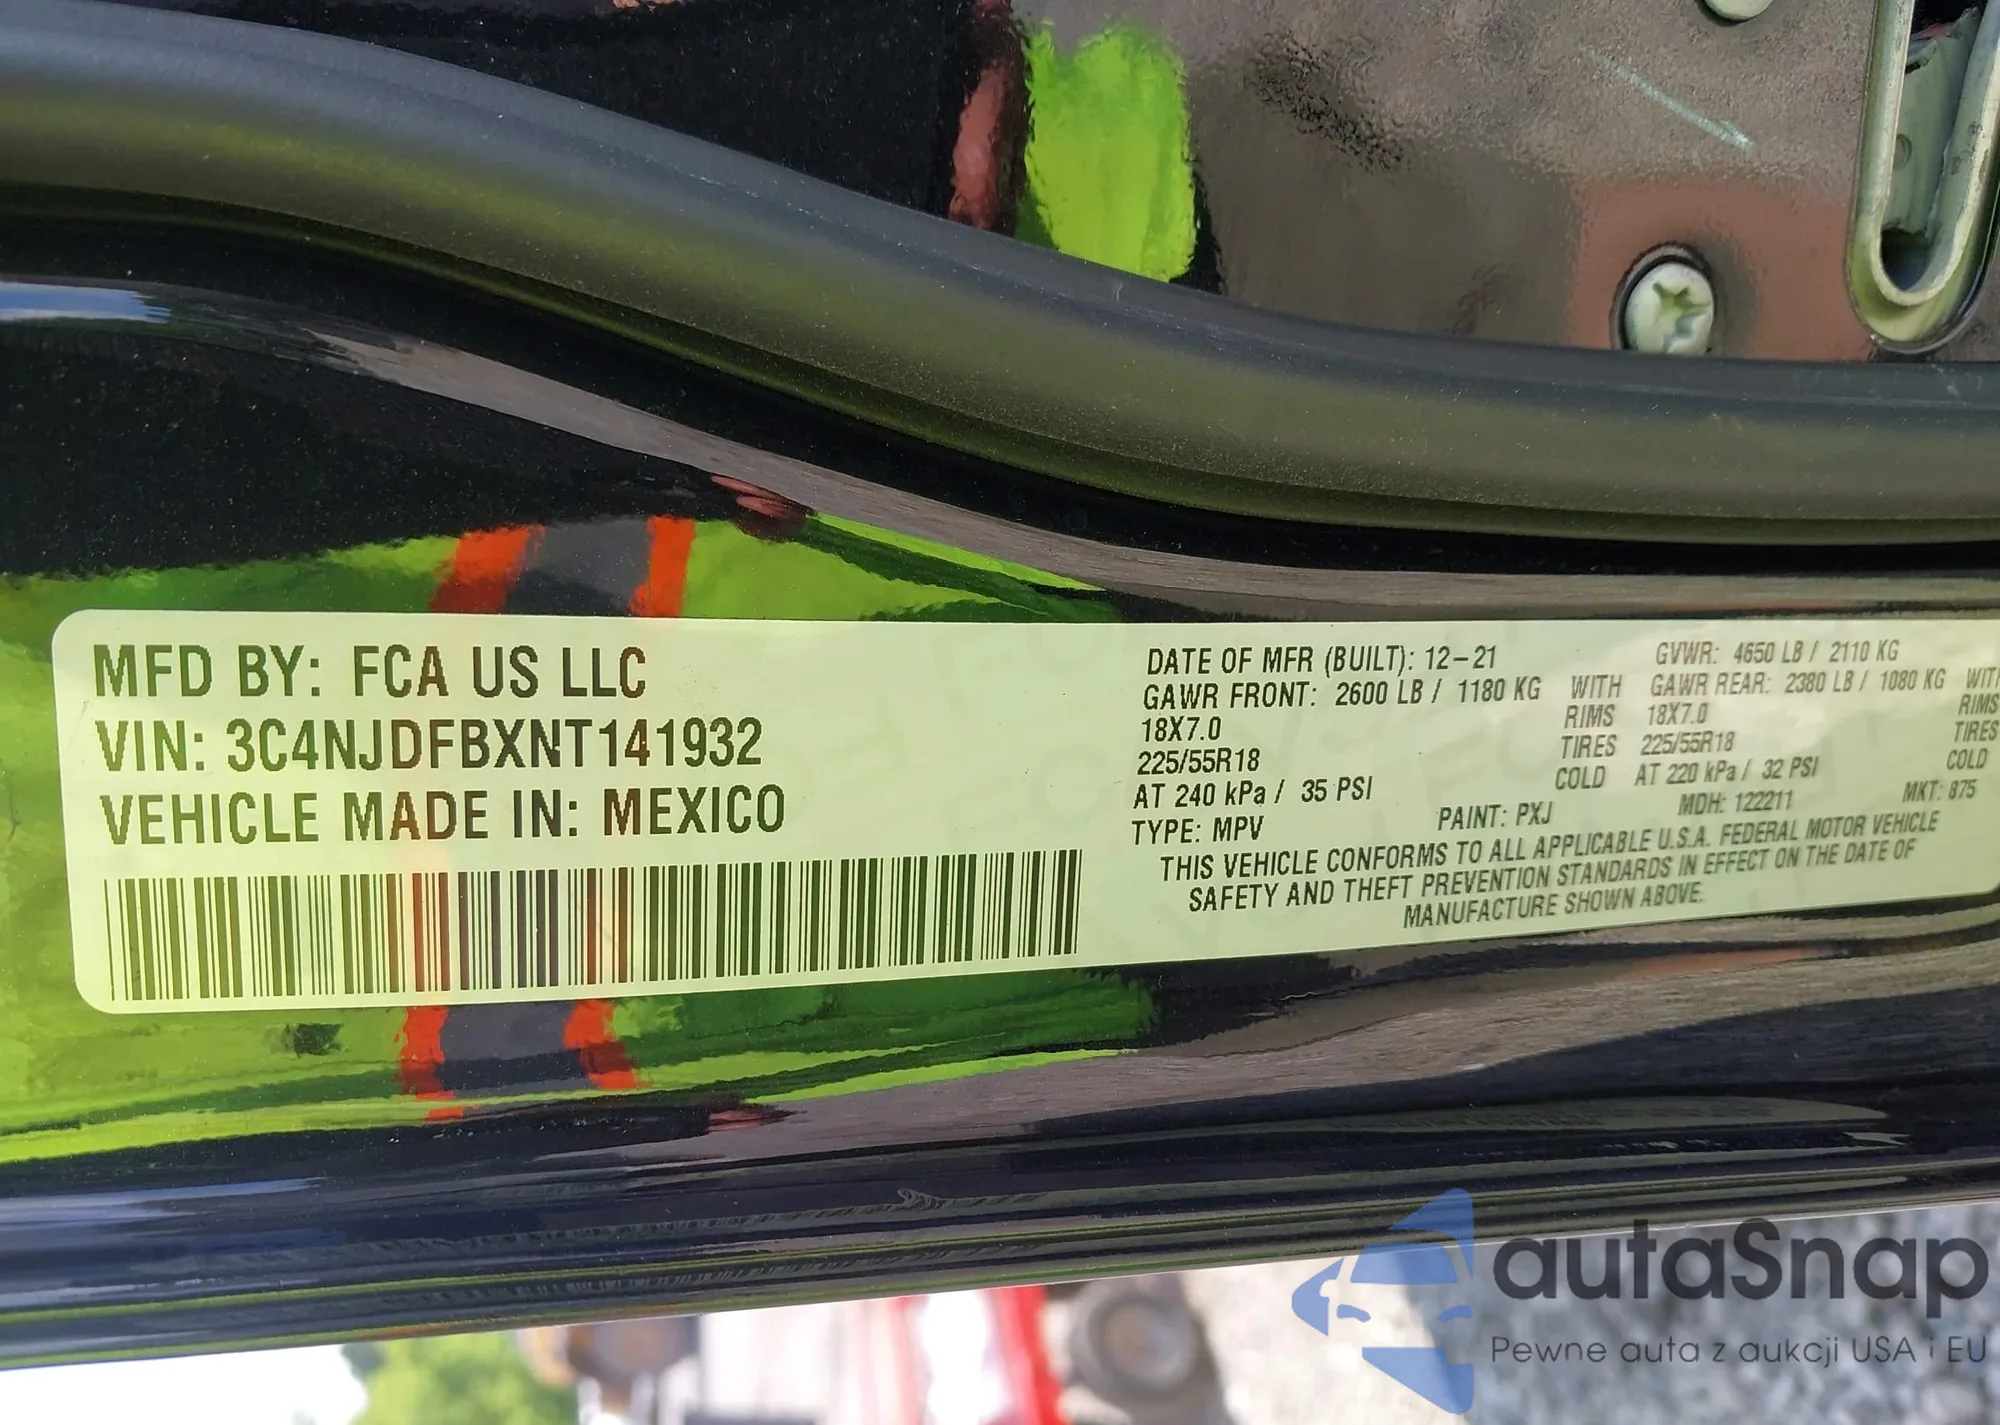 MFD BY: FCA US LLC
VIN: 3C4NJDFBXNT141932
VEHICLE MADE IN: MEXICO
DATE OF MFR (BUILT): 12-21 GVWR: 4650 LB / 2110 KG
GAWR FRONT: 2600 LB / 1180 KG WITH GAWR REAR: 2380 LB / 1080 KG WITH
18X7.0 RIMS 18X7.0 RIMS
225/55R18 TIRES 225/55R18 TIRES
AT 240 kPa / 35 PSI COLD AT 220 kPa / 32 PSI COLD
TYPE: MPV PAINT: PXJ MDH: 122211 MKT: 875
THIS VEHICLE CONFORMS TO ALL APPLICABLE U.S.A. FEDERAL MOTOR VEHICLE
SAFETY AND THEFT PREVENTION STANDARDS IN EFFECT ON THE DATE OF
MANUFACTURE SHOWN ABOVE.
autaSnap
Pewne auta z aukcji USA i EU